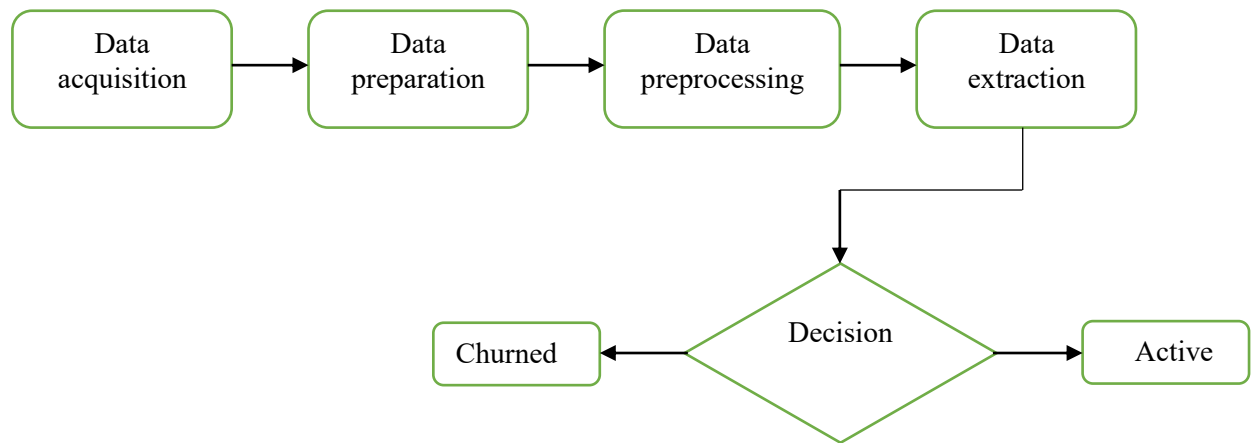 Data
acquisition
Data
preparation
Data
preprocessing
Data
extraction
Decision
Churned
Active